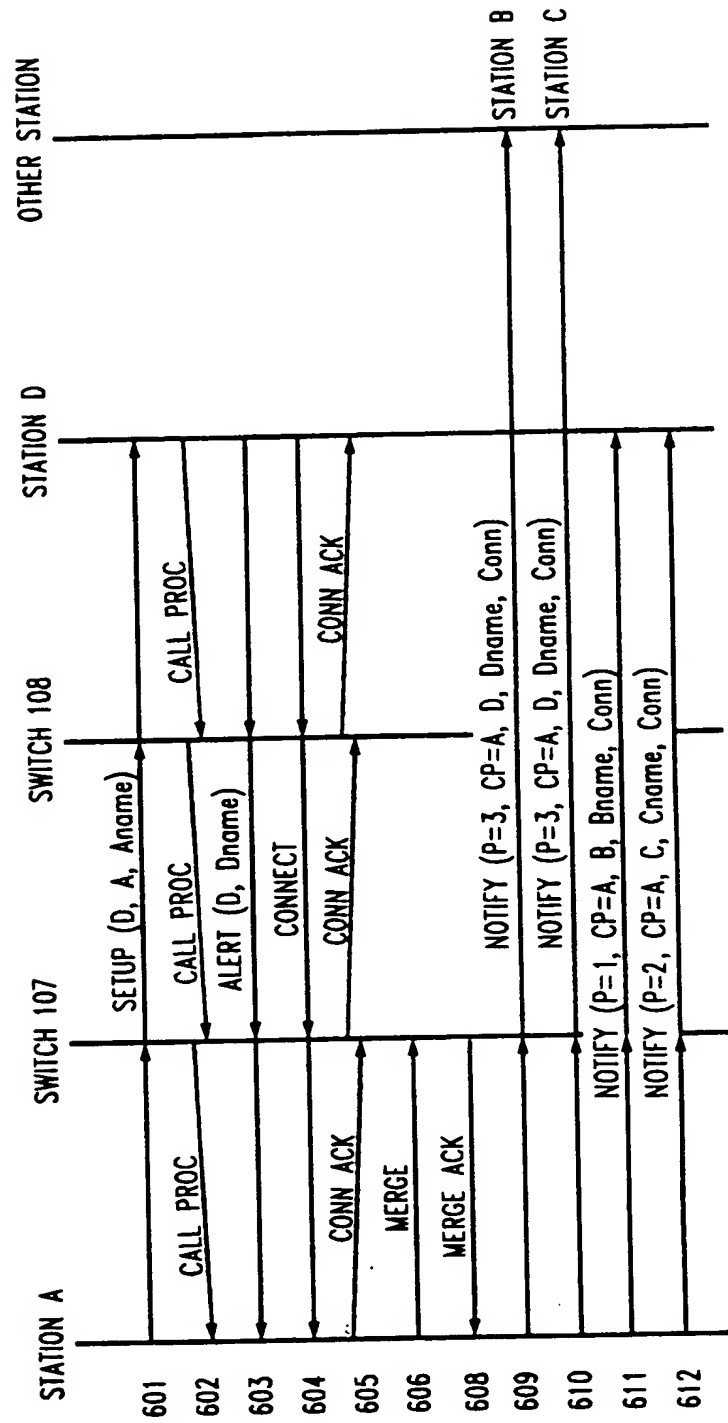 STATION A
SWITCH 107
SWITCH 108
STATION D
OTHER STATION
601
SETUP (D, A, Aname)
602
CALL PROC
CALL PROC
CALL PROC
603
ALERT (D, Dname)
604
CONNECT
605
CONN ACK
CONN ACK
CONN ACK
606
MERGE
608
MERGE ACK
609
NOTIFY (P=3, CP=A, D, Dname, Conn)
STATION B
610
NOTIFY (P=3, CP=A, D, Dname, Conn)
STATION C
611
NOTIFY (P=1, CP=A, B, Bname, Conn)
612
NOTIFY (P=2, CP=A, C, Cname, Conn)